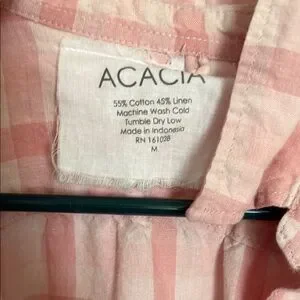 ACACIA
55% Cotton 45% Linen
Machine Wash Cold
Tumble Dry Low
Made in Indonesia
RN 161028
M